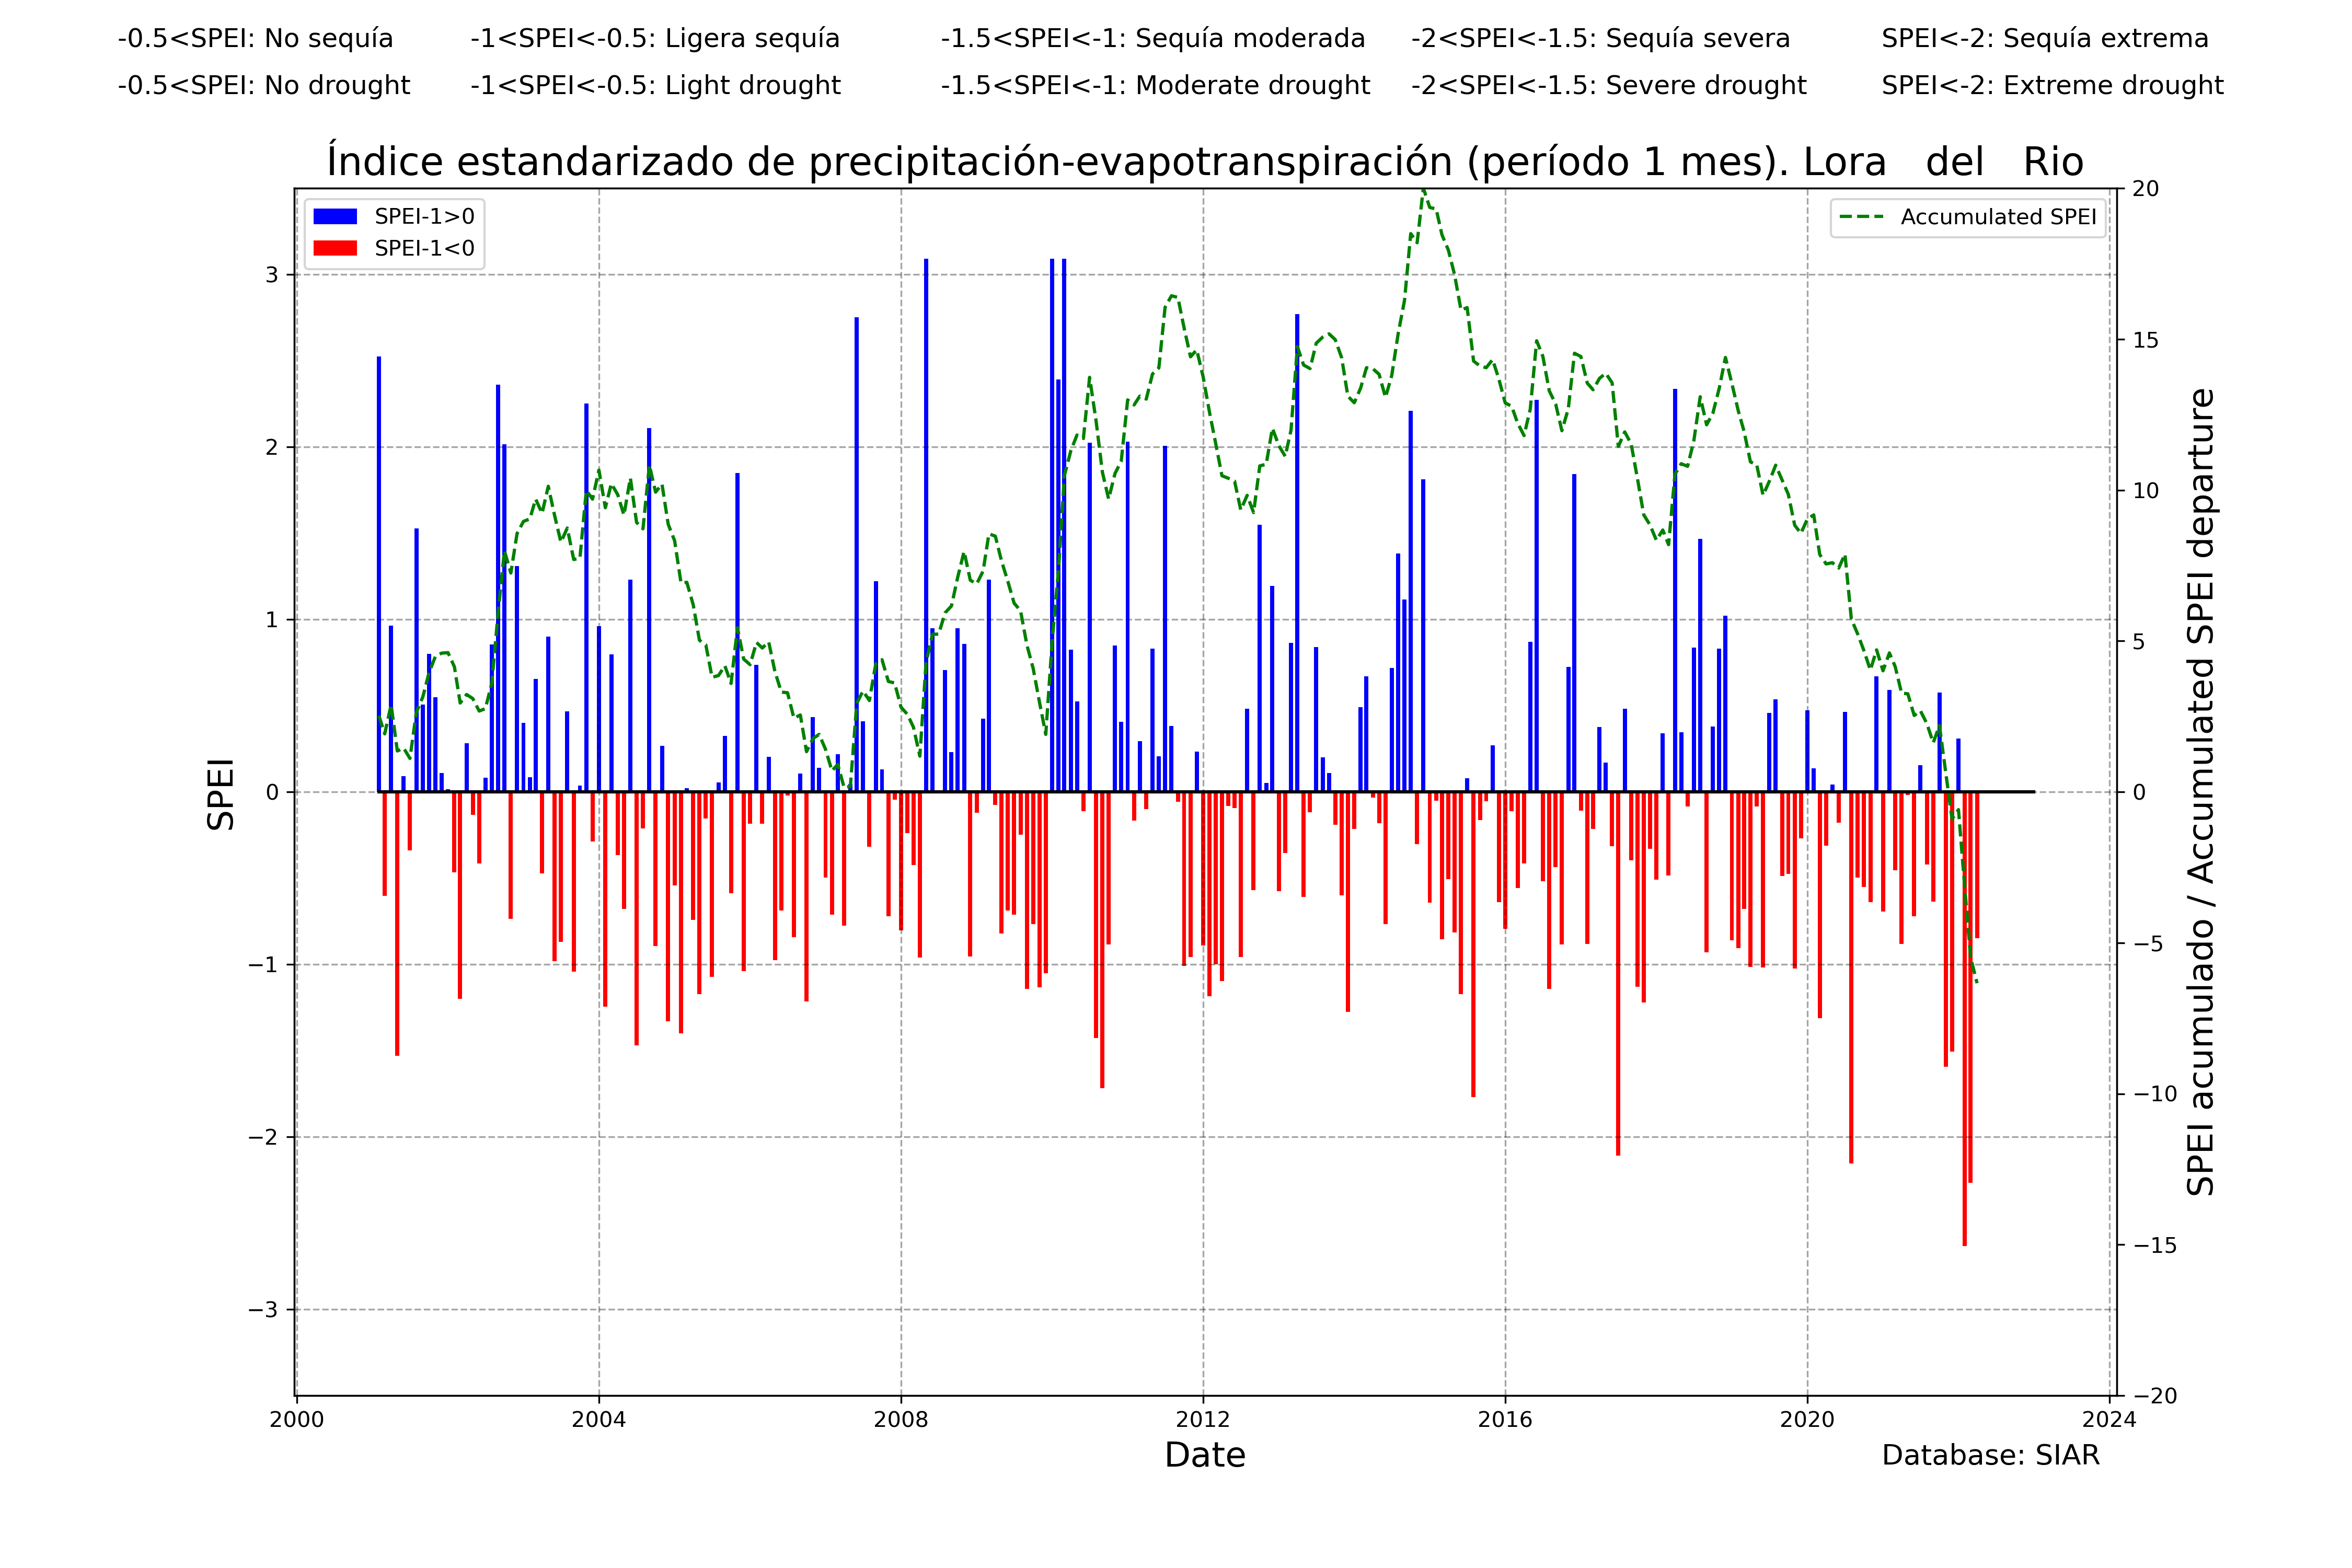 -0.5<SPEI: No sequía -1<SPEI<-0.5: Ligera sequía -1.5<SPEI<-1: Sequía moderada -2<SPEI<-1.5: Sequía severa SPEI<-2: Sequía extrema
-0.5<SPEI: No drought -1<SPEI<-0.5: Light drought -1.5<SPEI<-1: Moderate drought -2<SPEI<-1.5: Severe drought SPEI<-2: Extreme drought
Índice estandarizado de precipitación-evapotranspiración (período 1 mes). Lora del Rio
SPEI-1>0
SPEI-1<0
Accumulated SPEI
SPEI
3
2
1
0
−1
−2
−3
20
15
10
5
0
−5
−10
−15
−20
SPEI acumulado / Accumulated SPEI departure
2000 2004 2008 2012 2016 2020 2024
Date
Database: SIAR